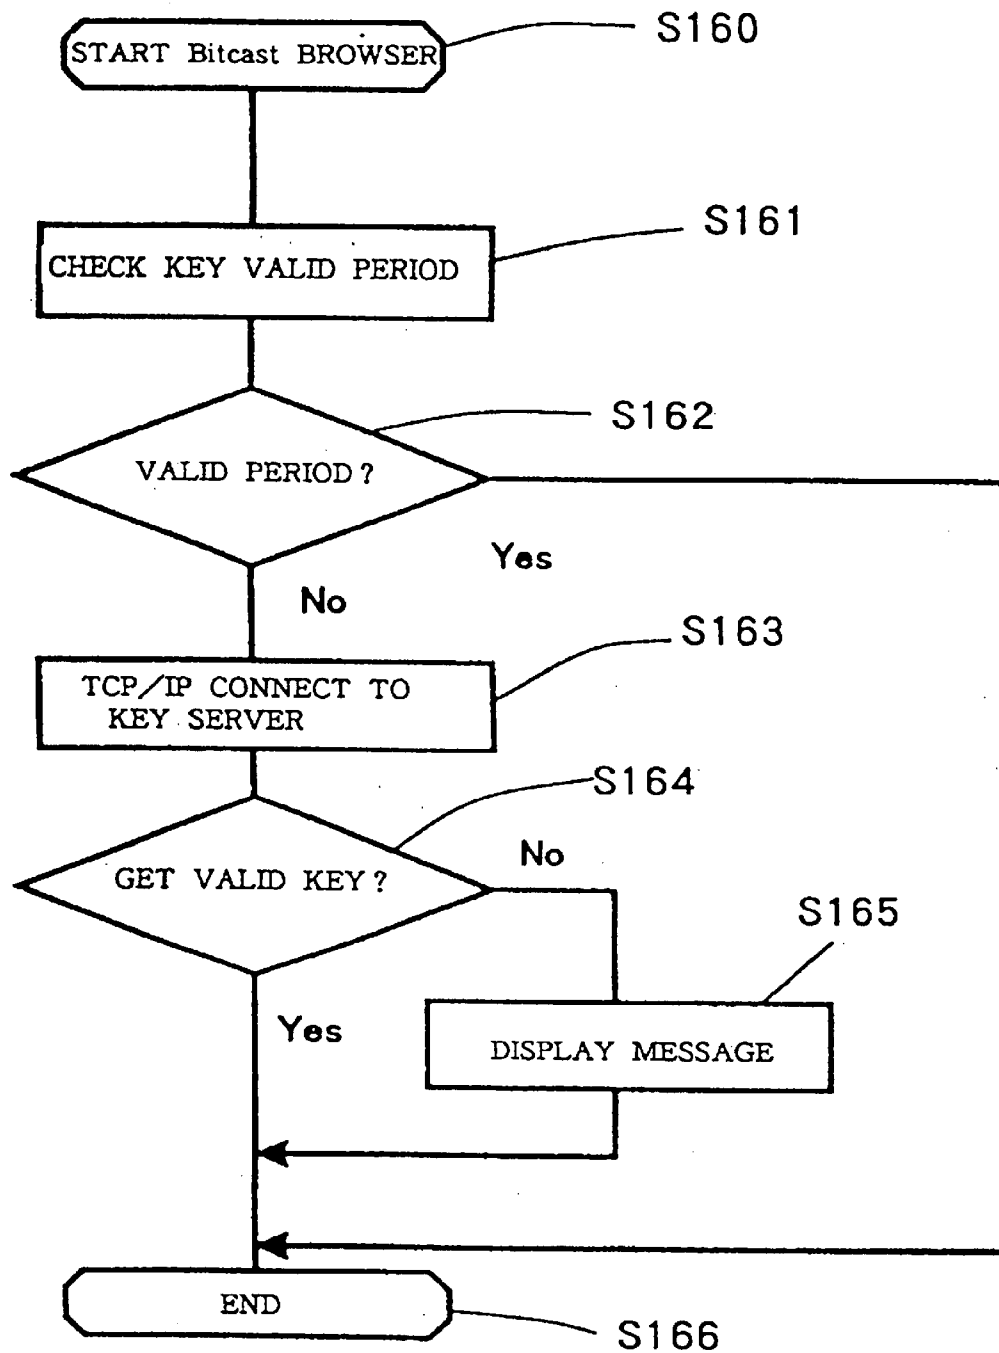 START Bitcast BROWSER
S160
CHECK KEY VALID PERIOD
S161
VALID PERIOD?
S162
Yes
No
TCP/IP CONNECT TO
KEY SERVER
S163
GET VALID KEY?
S164
No
Yes
DISPLAY MESSAGE
S165
END
S166